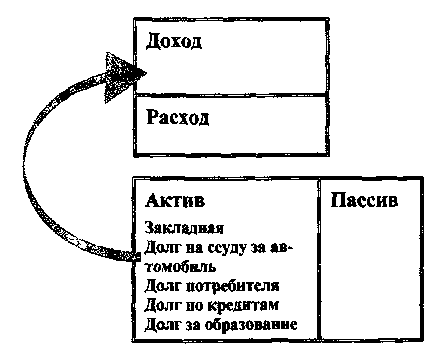 Доход
Расход
Актив
Закладная
Долг на ссуду за ав-
томобиль
Долг потребителя
Долг по кредитам
Долг за образование
Пассив